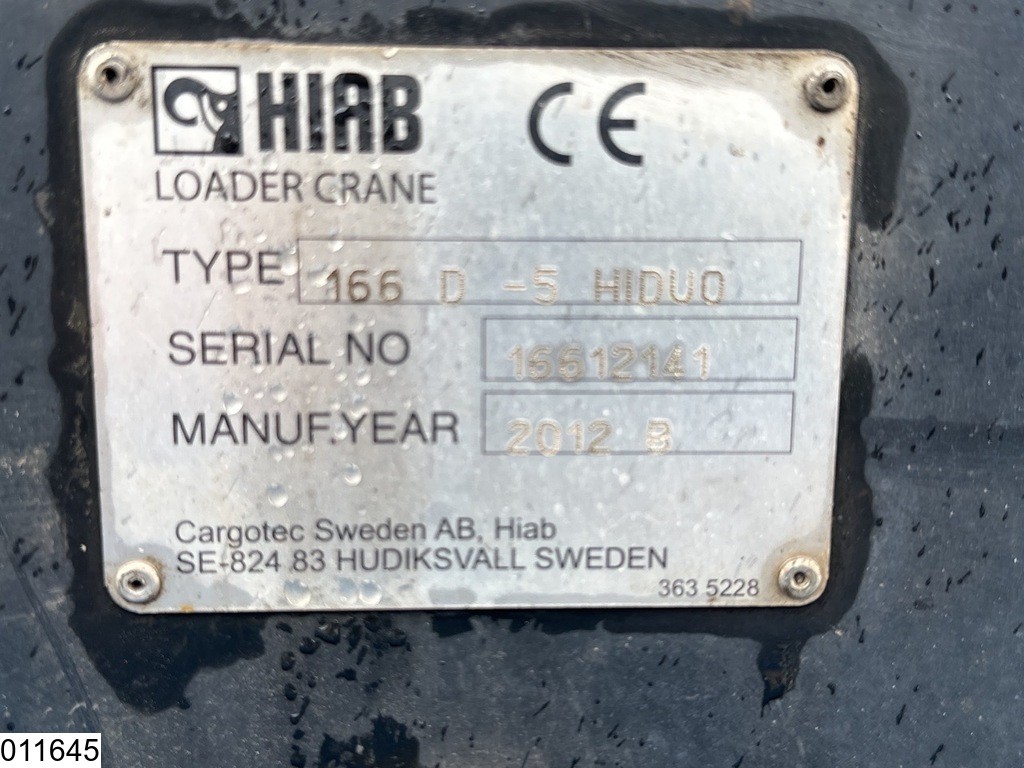 HIAB CE
LOADER CRANE
TYPE 166 D -5 HIDUO
SERIAL NO 16612141
MANUF.YEAR 2012 B
Cargotec Sweden AB, Hiab
SE-824 83 HUDIKSVALL SWEDEN
363 5228
011645